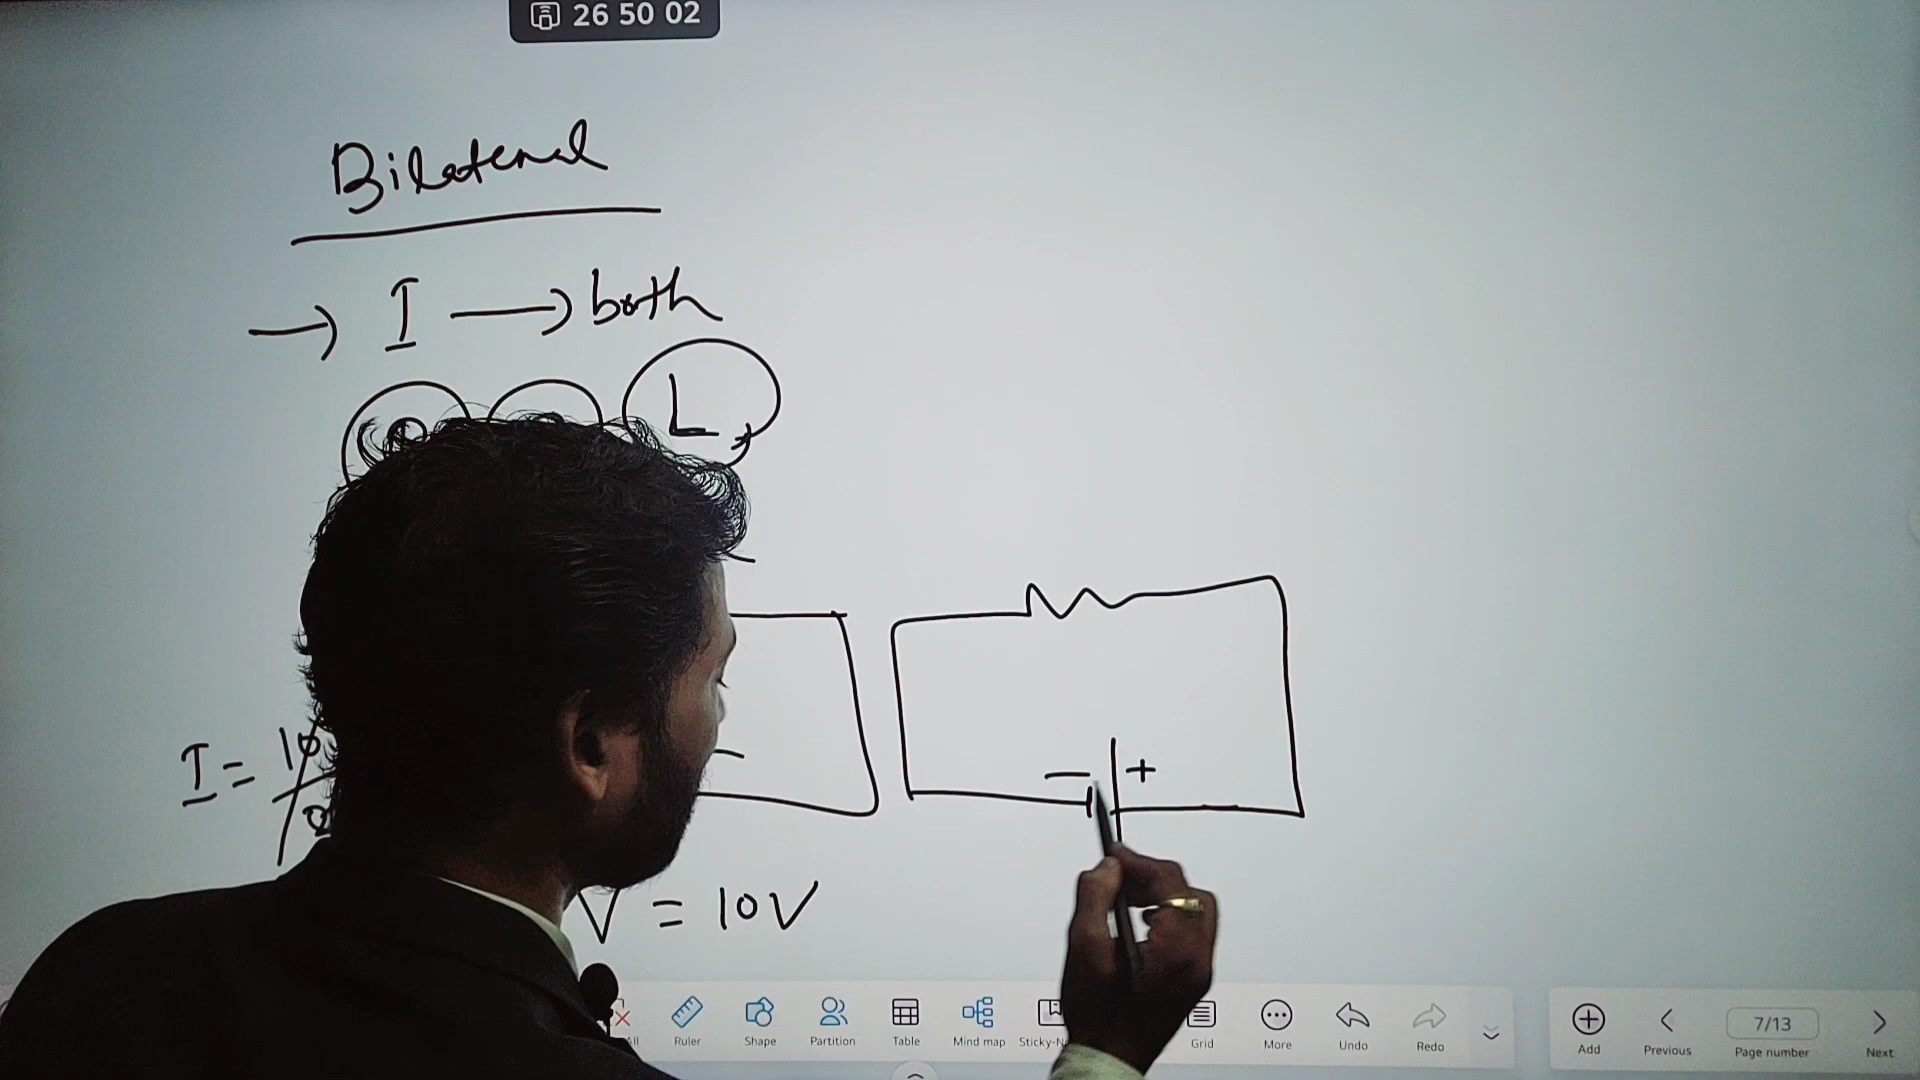 26 50 02
Bilateral
→ I → both
L
I = 10
− +
V = 10V
Ruler Shape Partition Table Mind map Grid More Undo Redo
Add Previous 7/13 Page number Next